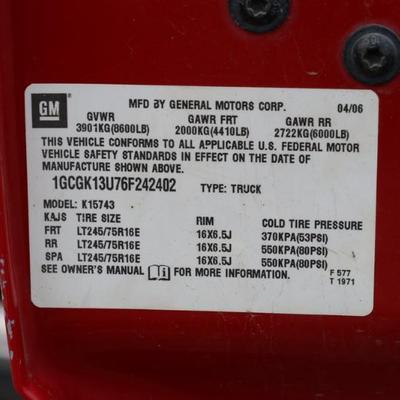 GM
MFD BY GENERAL MOTORS CORP. 04/06
GVWR GAWR FRT GAWR RR
3901KG(8600LB) 2000KG(4410LB) 2722KG(6000LB)
THIS VEHICLE CONFORMS TO ALL APPLICABLE U.S. FEDERAL MOTOR
VEHICLE SAFETY STANDARDS IN EFFECT ON THE DATE OF
MANUFACTURE SHOWN ABOVE.
1GCGK13U76F242402 TYPE: TRUCK
MODEL: K15743
KAJS TIRE SIZE RIM COLD TIRE PRESSURE
FRT LT245/75R16E 16X6.5J 370KPA(53PSI)
RR LT245/75R16E 16X6.5J 550KPA(80PSI)
SPA LT245/75R16E 16X6.5J 550KPA(80PSI)
SEE OWNER'S MANUAL FOR MORE INFORMATION. F 577
T 1971